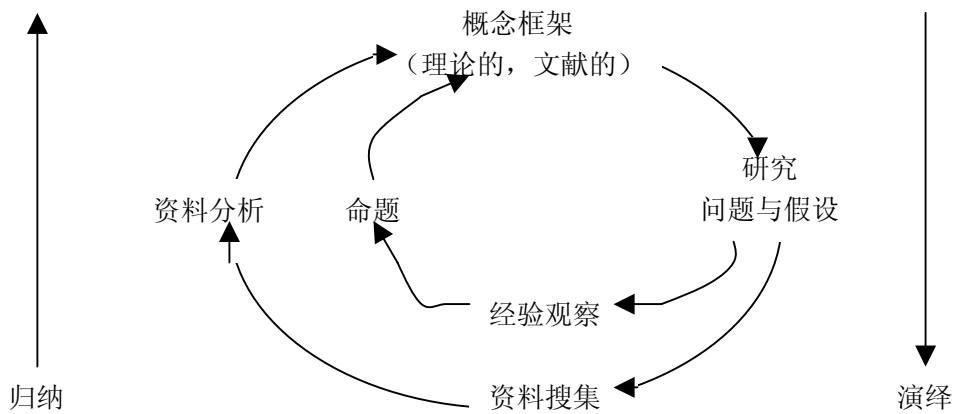 概念框架
（理论的，文献的）
研究
问题与假设
资料分析
命题
经验观察
资料搜集
归纳
演绎